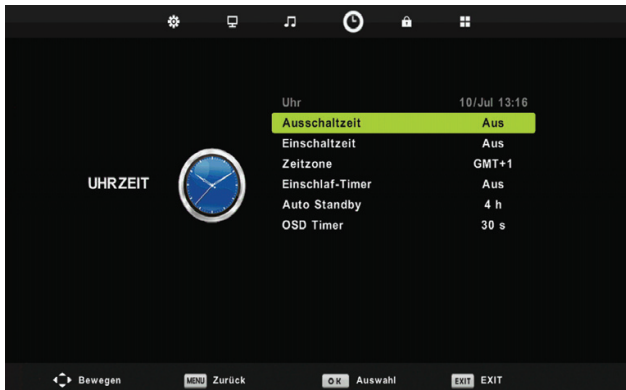 Uhr 10/Jul 13:16
Ausschaltzeit Aus
Einschaltzeit Aus
Zeitzone GMT+1
UHRZEIT
Einschlaf-Timer Aus
Auto Standby 4 h
OSD Timer 30 s
Bewegen MENU Zurück OK Auswahl EXIT EXIT